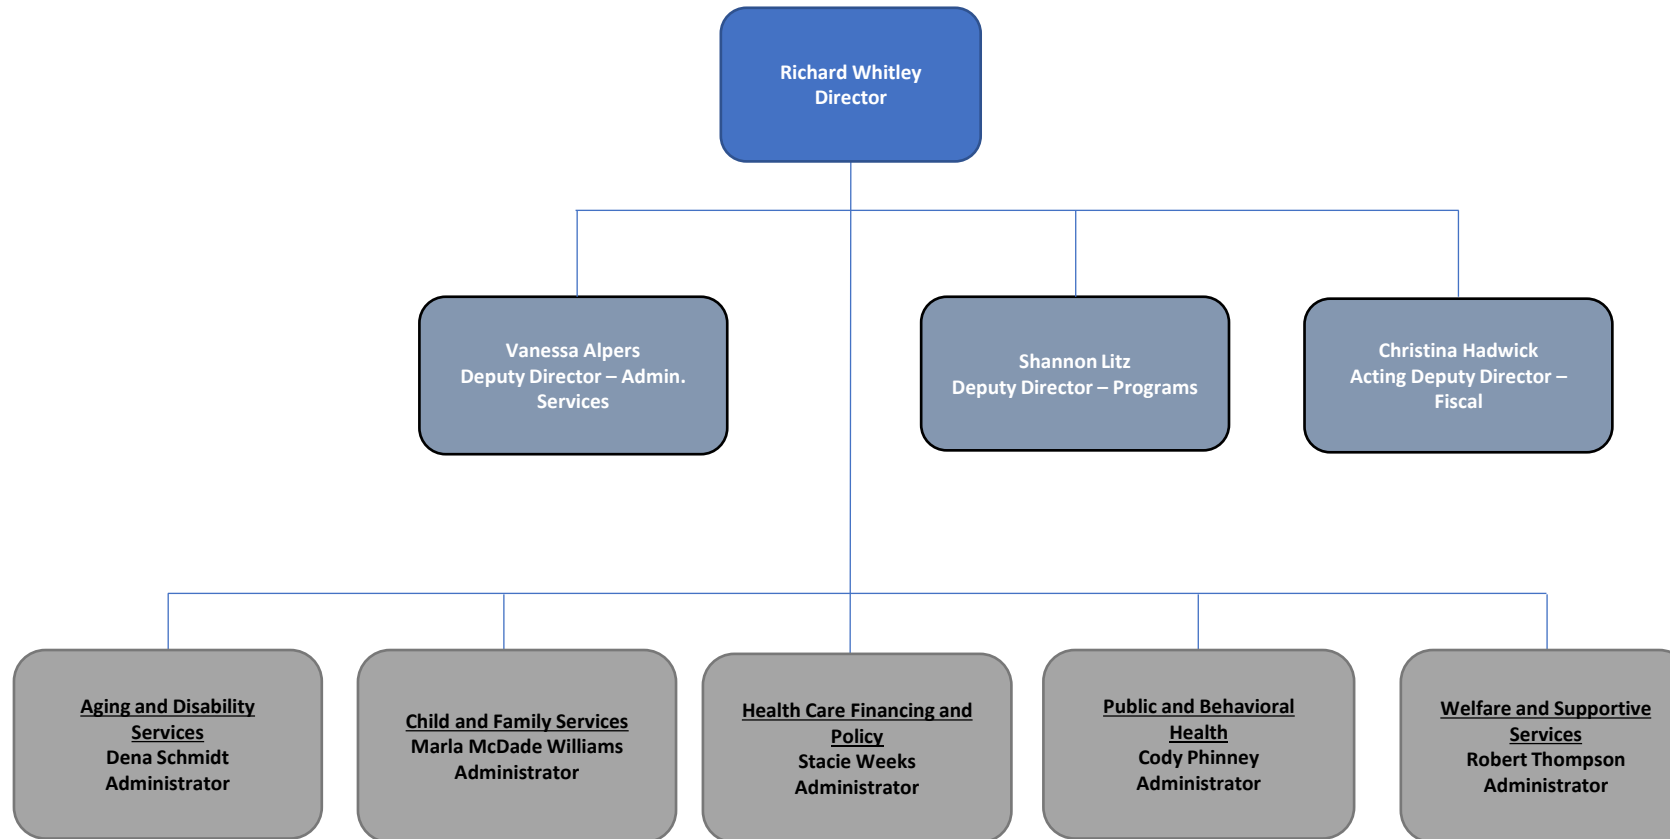 Richard Whitley
Director
Vanessa Alpers
Deputy Director – Admin.
Services
Shannon Litz
Deputy Director – Programs
Christina Hadwick
Acting Deputy Director –
Fiscal
Aging and Disability
Services
Dena Schmidt
Administrator
Child and Family Services
Marla McDade Williams
Administrator
Health Care Financing and
Policy
Stacie Weeks
Administrator
Public and Behavioral
Health
Cody Phinney
Administrator
Welfare and Supportive
Services
Robert Thompson
Administrator